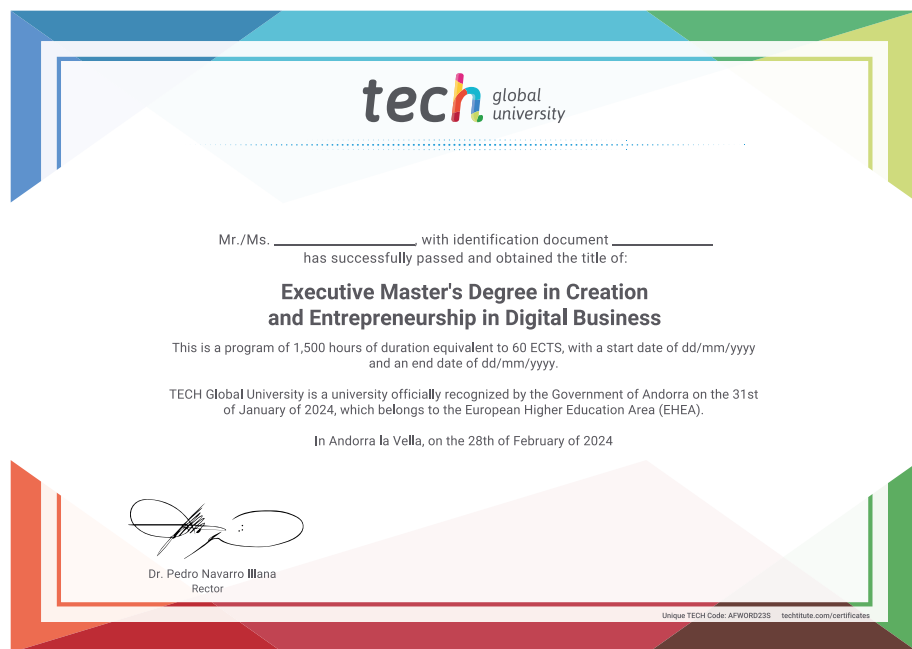 tech global university
Mr./Ms. ____________, with identification document ____________
has successfully passed and obtained the title of:
Executive Master's Degree in Creation
and Entrepreneurship in Digital Business
This is a program of 1,500 hours of duration equivalent to 60 ECTS, with a start date of dd/mm/yyyy
and an end date of dd/mm/yyyy.
TECH Global University is a university officially recognized by the Government of Andorra on the 31st
of January of 2024, which belongs to the European Higher Education Area (EHEA).
In Andorra la Vella, on the 28th of February of 2024
Dr. Pedro Navarro Illana
Rector
Unique TECH Code: AFWORD23S techtitute.com/certificates